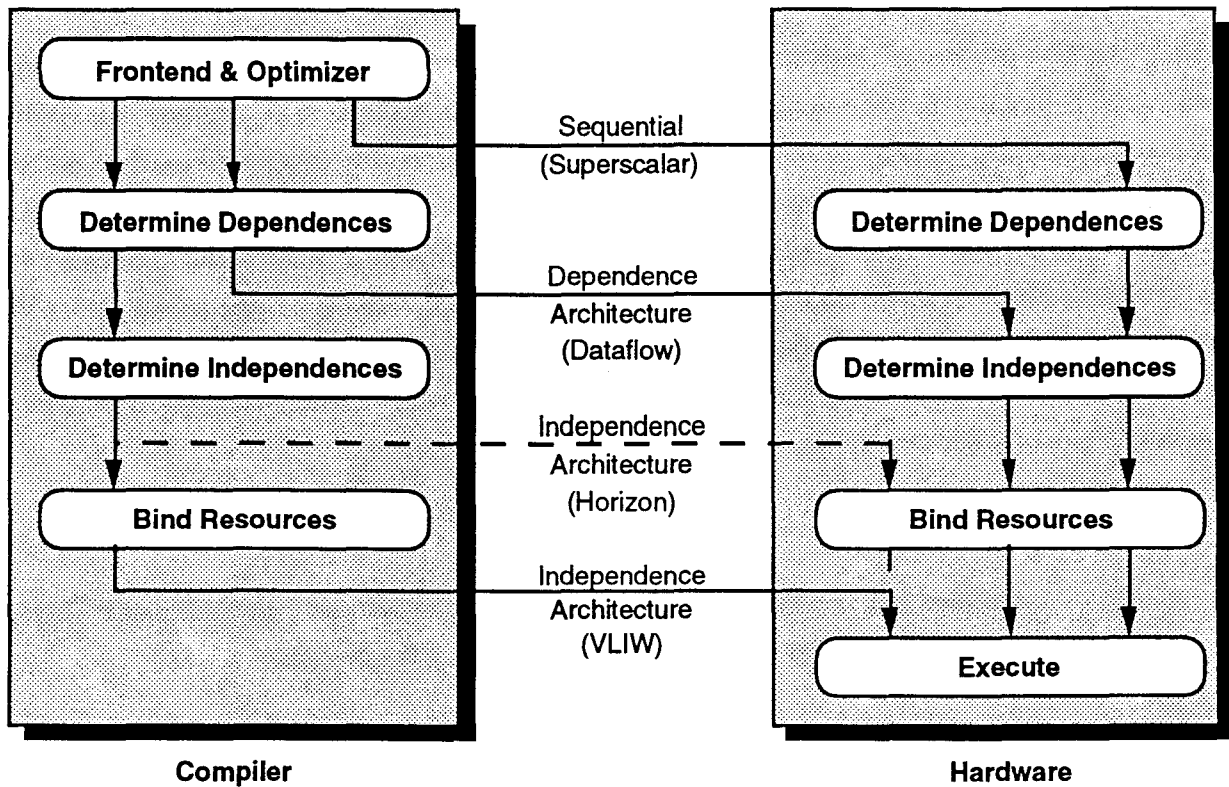 Frontend & Optimizer
Sequential
(Superscalar)
Determine Dependences
Determine Dependences
Dependence
Architecture
(Dataflow)
Determine Independences
Determine Independences
Independence
Architecture
(Horizon)
Bind Resources
Bind Resources
Independence
Architecture
(VLIW)
Execute
Compiler
Hardware